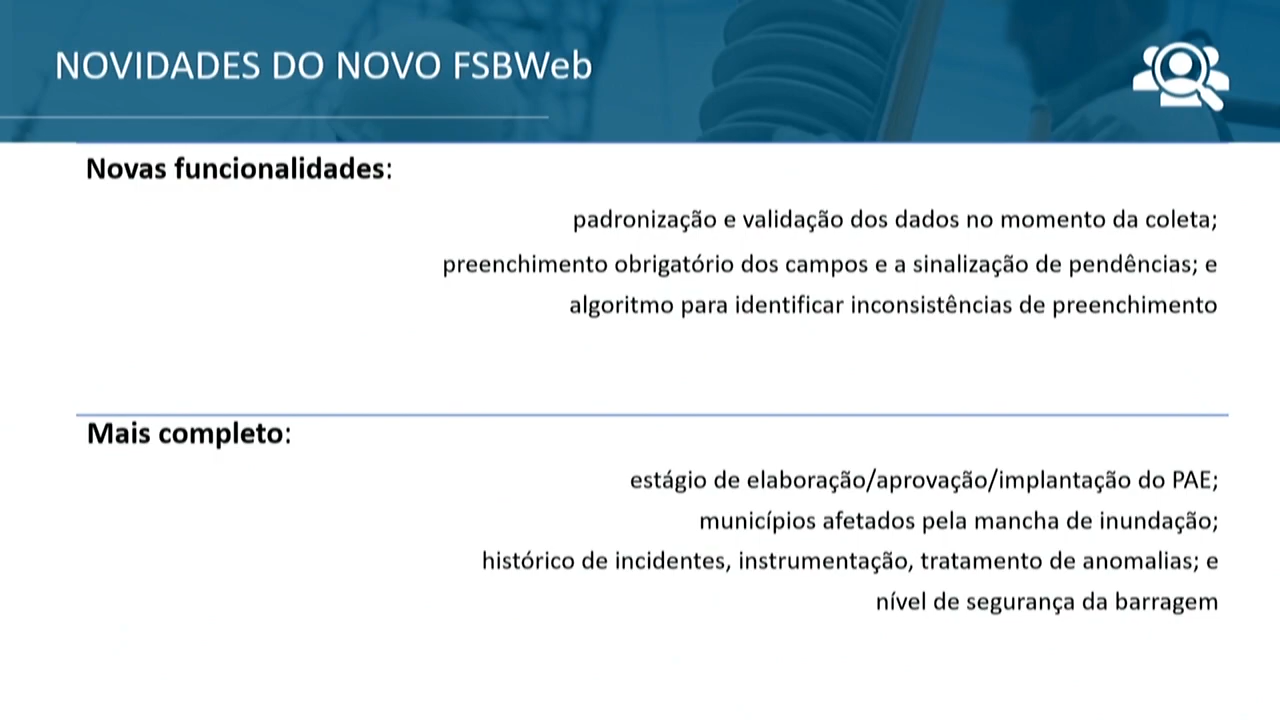 NOVIDADES DO NOVO FSBWeb
Novas funcionalidades:
padronização e validação dos dados no momento da coleta;
preenchimento obrigatório dos campos e a sinalização de pendências; e
algoritmo para identificar inconsistências de preenchimento
Mais completo:
estágio de elaboração/aprovação/implantação do PAE;
municípios afetados pela mancha de inundação;
histórico de incidentes, instrumentação, tratamento de anomalias; e
nível de segurança da barragem